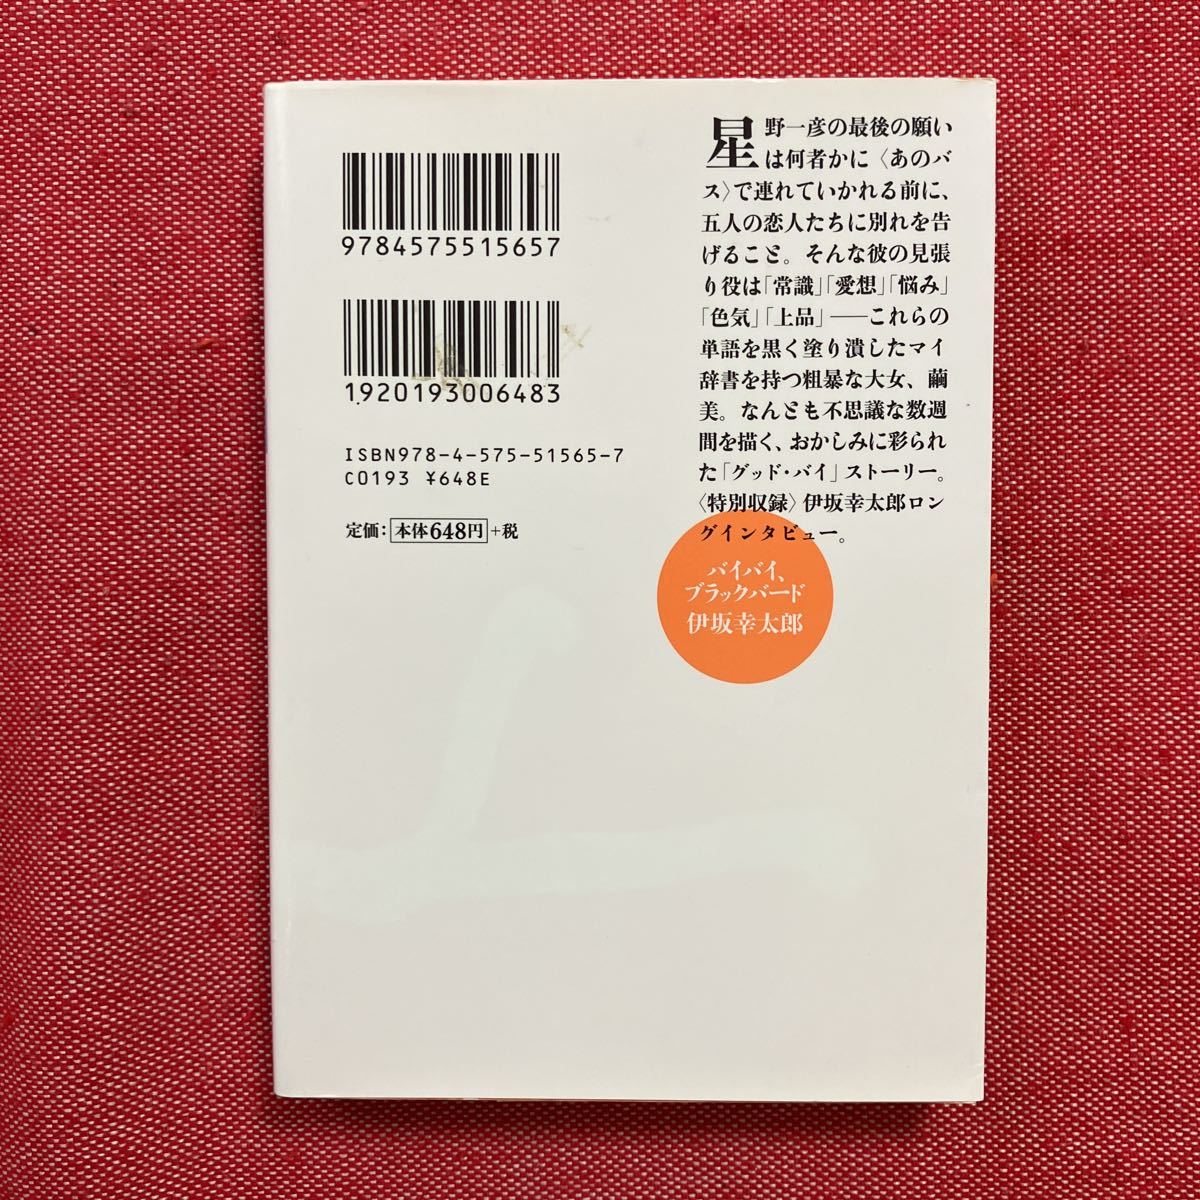 9784575515657
1920193006483
ISBN978-4-575-51565-7
C0193 ¥648E
定価：本体648円+税
星野一彦の最後の願い
は何者かに〈あのバ
ス〉で連れていかれる前に、
五人の恋人たちに別れを告
げること。そんな彼の見張
り役は「常識」「愛想」「悩み」
「色気」「上品」――これらの
単語を黒く塗り潰したマイ
辞書を持つ粗暴な大女、繭
美。なんとも不思議な数週
間を描く、おかしみに彩られ
た「グッド・バイ」ストーリー。
〈特別収録〉伊坂幸太郎ロン
グインタビュー。
バイバイ、
ブラックバード
伊坂幸太郎